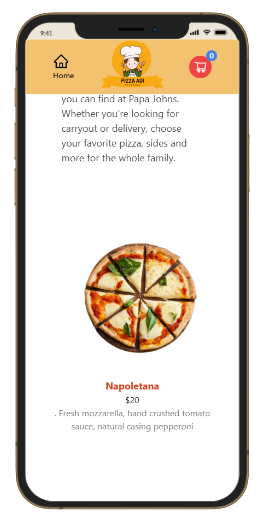 9:41
0
Home
PIZZA ADI
you can find at Papa Johns.
Whether you're looking for
carryout or delivery, choose
your favorite pizza, sides and
more for the whole family.
Napoletana
$20
. Fresh mozzarella, hand crushed tomato
sauce, natural casing pepperoni